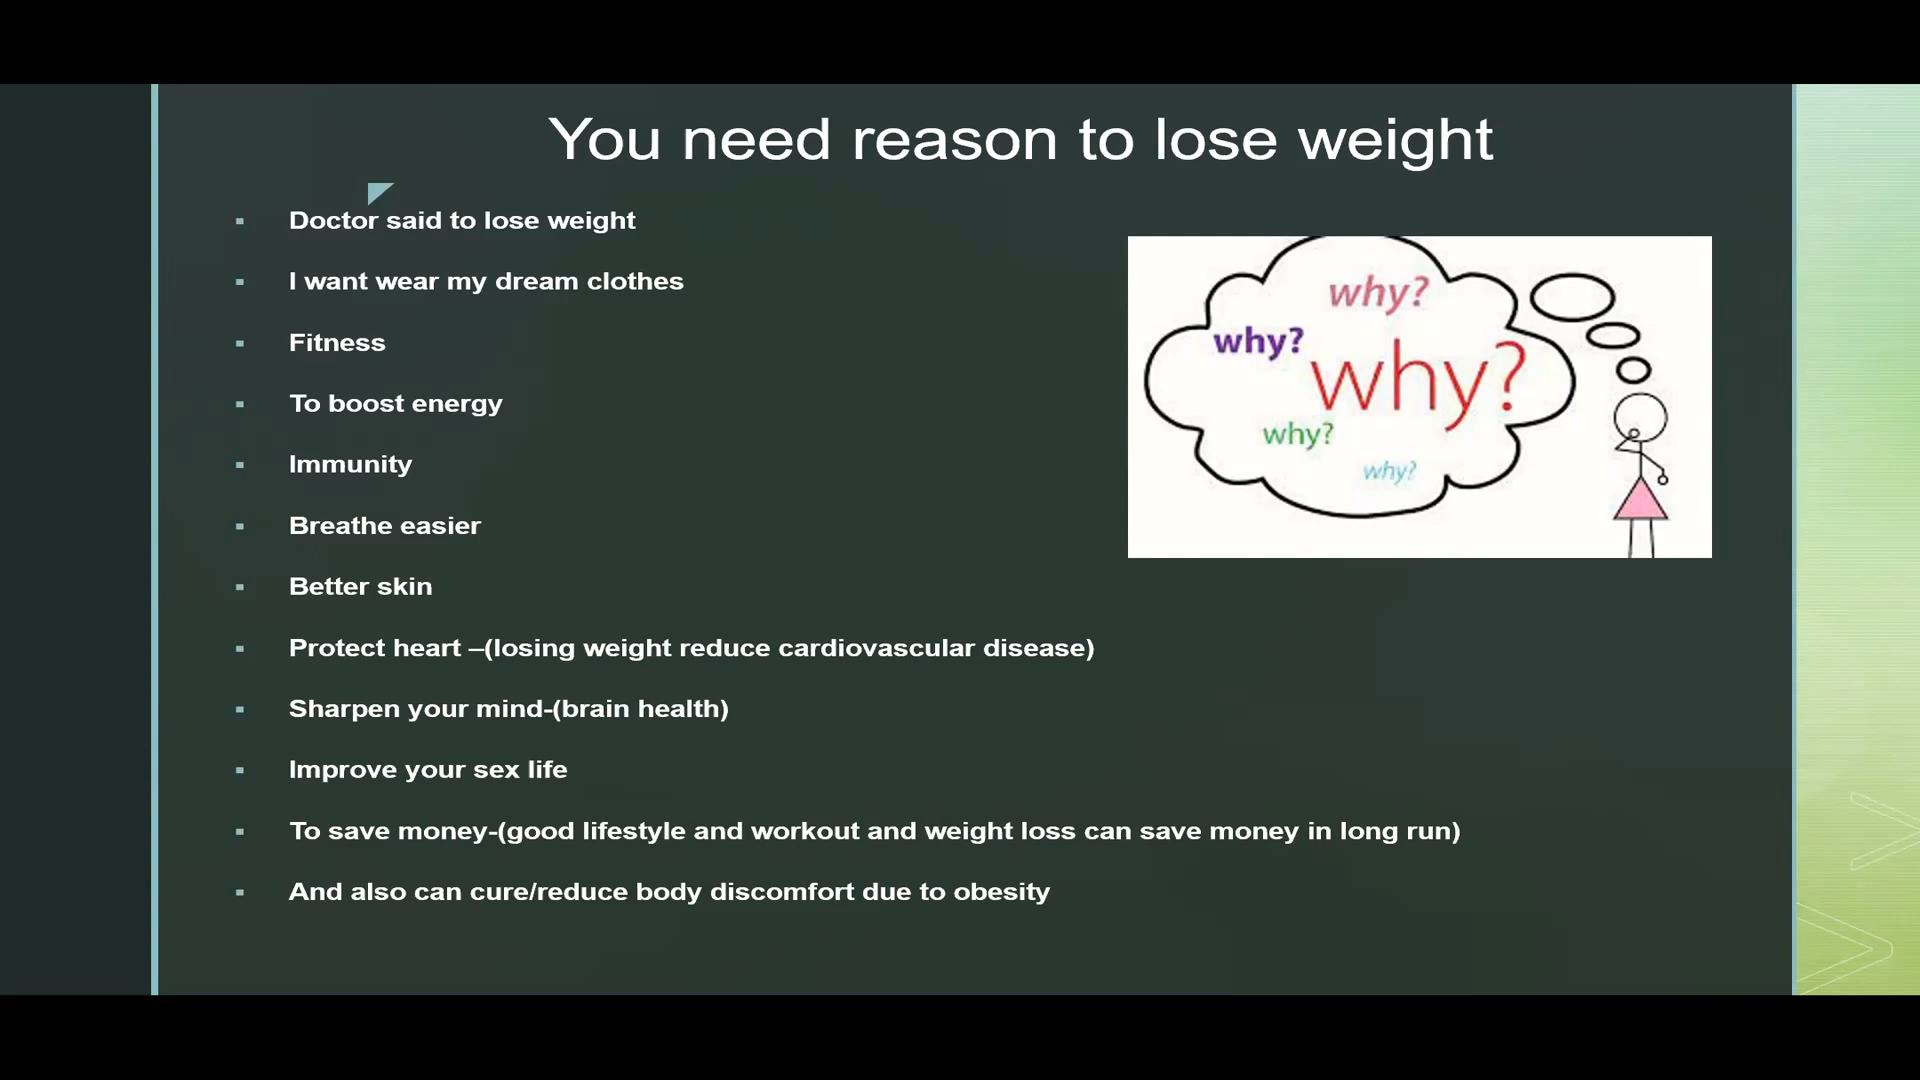 You need reason to lose weight
Doctor said to lose weight
I want wear my dream clothes
Fitness
To boost energy
Immunity
Breathe easier
Better skin
Protect heart –(losing weight reduce cardiovascular disease)
Sharpen your mind-(brain health)
Improve your sex life
To save money-(good lifestyle and workout and weight loss can save money in long run)
And also can cure/reduce body discomfort due to obesity
why?
why?
why?
why?
why?